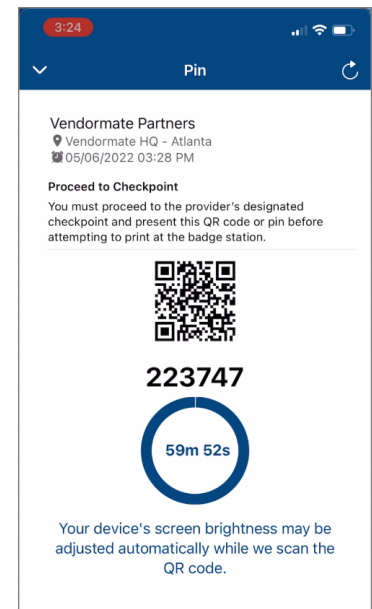 3:24
Pin
Vendormate Partners
Vendormate HQ - Atlanta
05/06/2022 03:28 PM
Proceed to Checkpoint
You must proceed to the provider's designated
checkpoint and present this QR code or pin before
attempting to print at the badge station.
223747
59m 52s
Your device's screen brightness may be
adjusted automatically while we scan the
QR code.